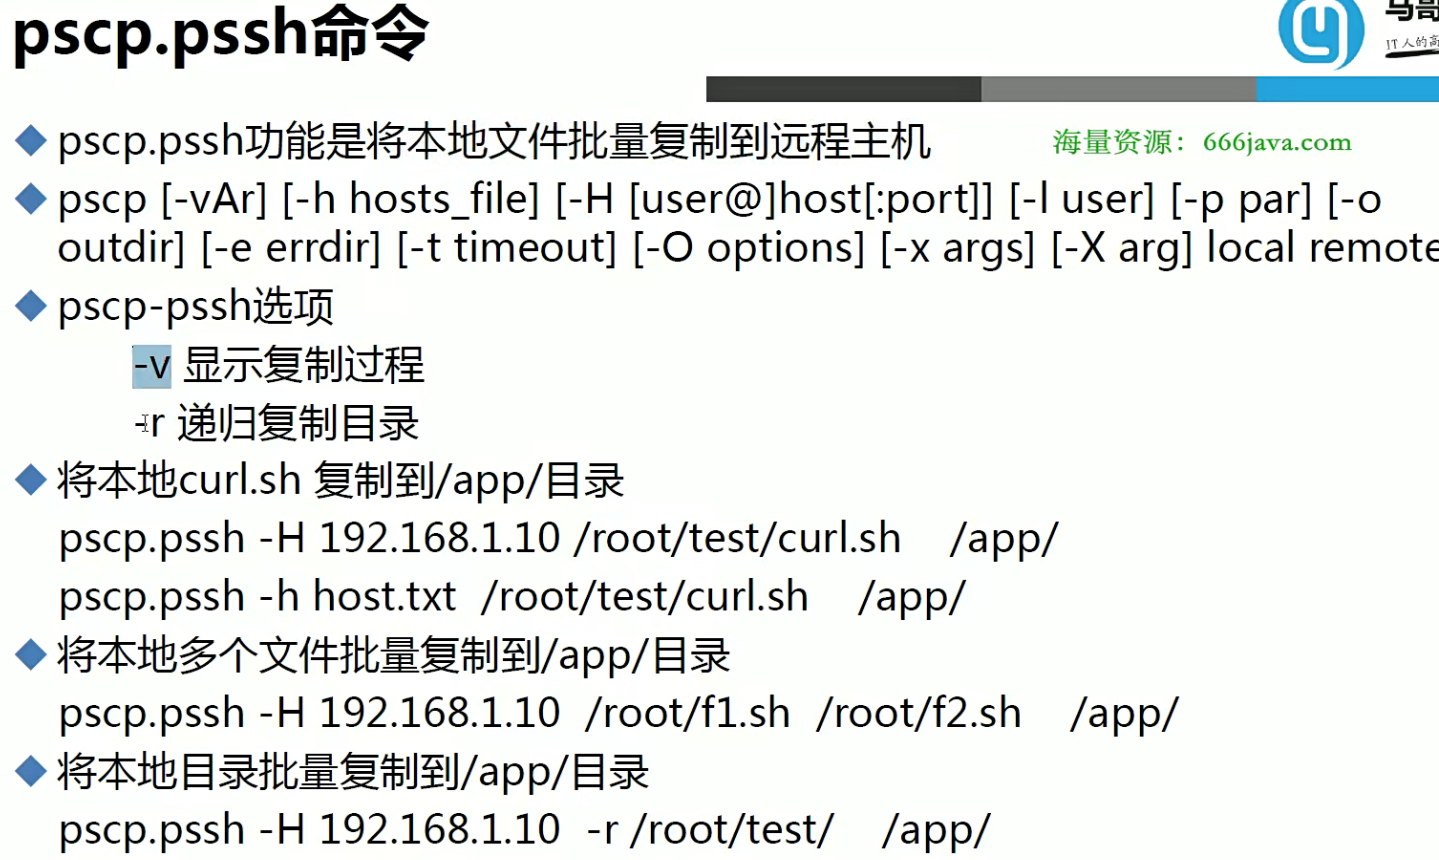 pscp.pssh命令
马哥
IT人的高
pscp.pssh功能是将本地文件批量复制到远程主机
海量资源：666java.com
pscp [-vAr] [-h hosts_file] [-H [user@]host[:port]] [-l user] [-p par] [-o
outdir] [-e errdir] [-t timeout] [-O options] [-x args] [-X arg] local remote
pscp-pssh选项
-v 显示复制过程
-r 递归复制目录
将本地curl.sh 复制到/app/目录
pscp.pssh -H 192.168.1.10 /root/test/curl.sh /app/
pscp.pssh -h host.txt /root/test/curl.sh /app/
将本地多个文件批量复制到/app/目录
pscp.pssh -H 192.168.1.10 /root/f1.sh /root/f2.sh /app/
将本地目录批量复制到/app/目录
pscp.pssh -H 192.168.1.10 -r /root/test/ /app/